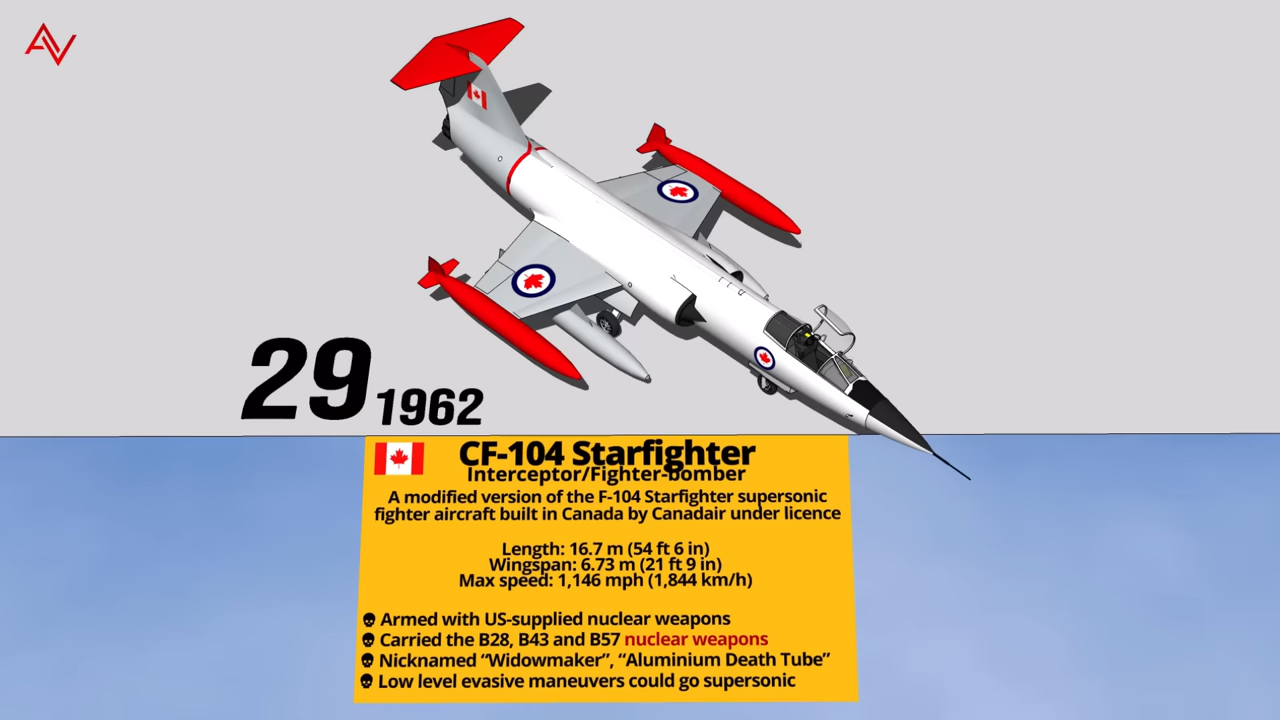 AV
29 1962
CF-104 Starfighter
Interceptor/Fighter-bomber
A modified version of the F-104 Starfighter supersonic
fighter aircraft built in Canada by Canadair under licence
Length: 16.7 m (54 ft 6 in)
Wingspan: 6.73 m (21 ft 9 in)
Max speed: 1,146 mph (1,844 km/h)
Armed with US-supplied nuclear weapons
Carried the B28, B43 and B57 nuclear weapons
Nicknamed “Widowmaker”, “Aluminium Death Tube”
Low level evasive maneuvers could go supersonic